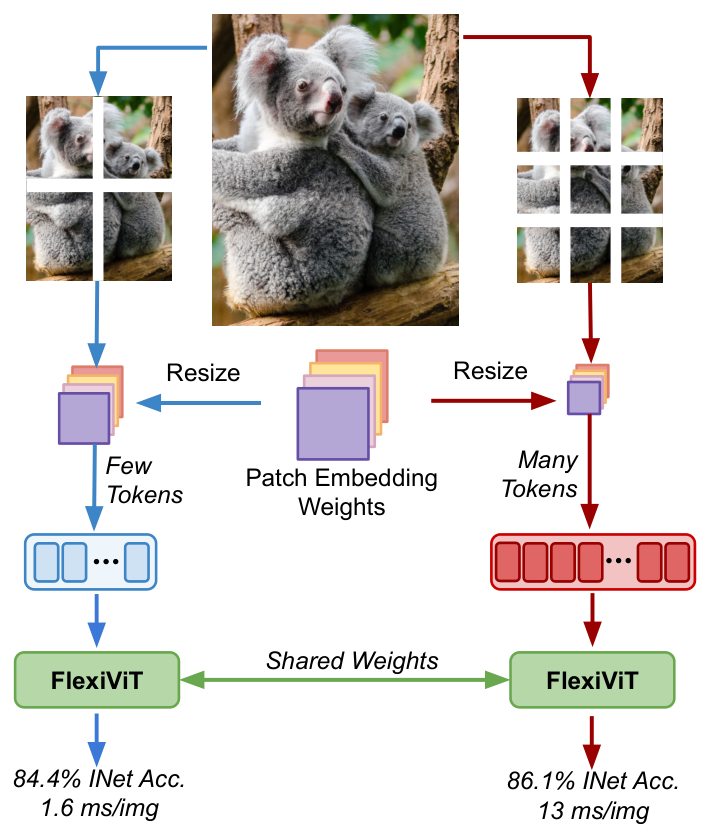 Resize
Resize
Patch Embedding
Weights
Few
Tokens
Many
Tokens
•••
•••
FlexiViT
Shared Weights
FlexiViT
84.4% INet Acc.
1.6 ms/img
86.1% INet Acc.
13 ms/img